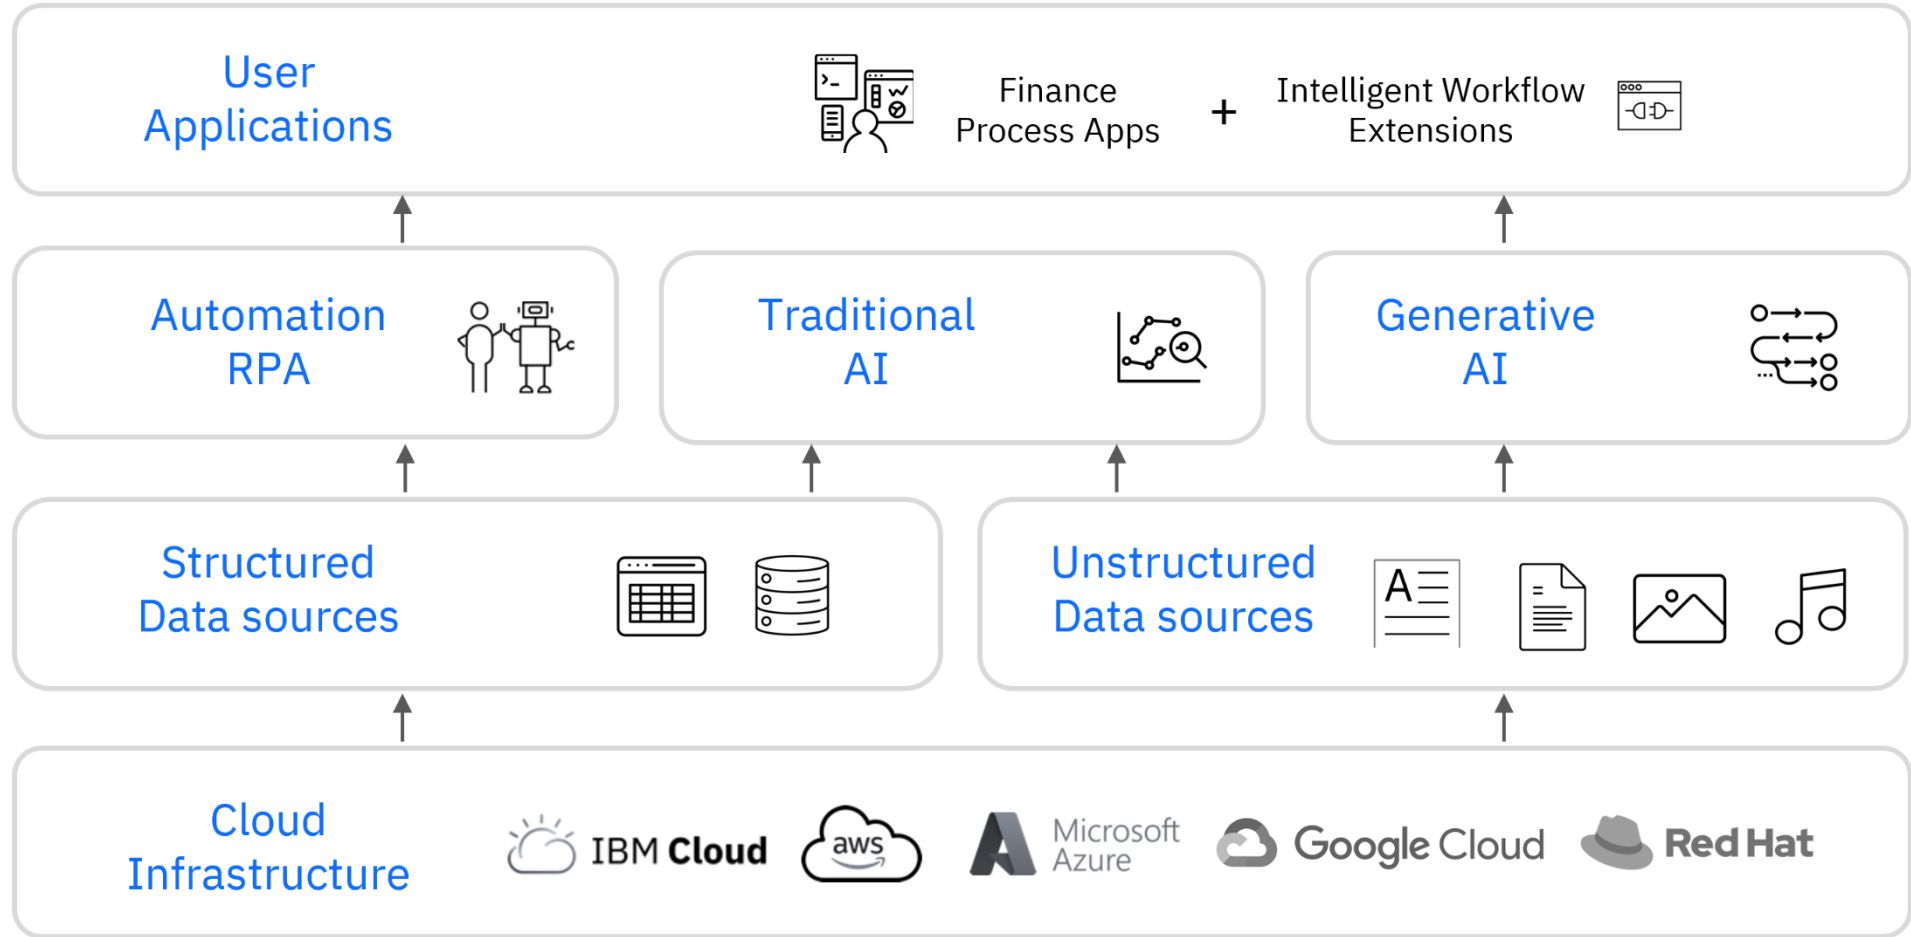 User
Applications
Finance
Process Apps
+
Intelligent Workflow
Extensions
Automation
RPA
Traditional
AI
Generative
AI
Structured
Data sources
Unstructured
Data sources
A
Cloud
Infrastructure
IBM Cloud
aws
Microsoft
Azure
Google Cloud
Red Hat